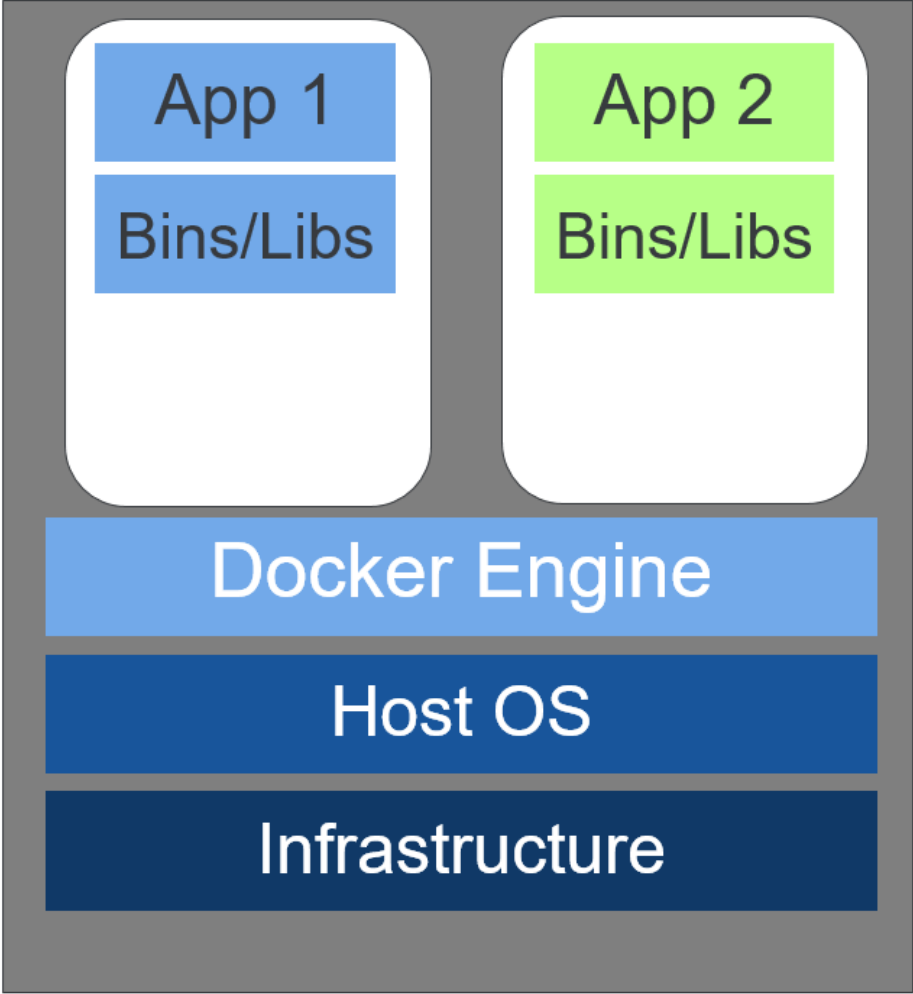 App 1
Bins/Libs
App 2
Bins/Libs
Docker Engine
Host OS
Infrastructure